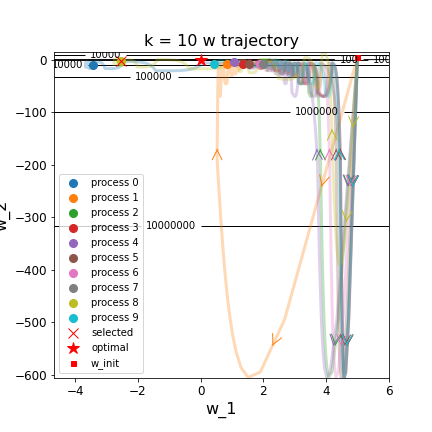 k = 10 w trajectory
10000
10000
100000
1000000
10000000
0
−100
−200
−300
−400
−500
−600
w_2
process 0
process 1
process 2
process 3
process 4
process 5
process 6
process 7
process 8
process 9
selected
optimal
w_init
−4 −2 0 2 4 6
w_1